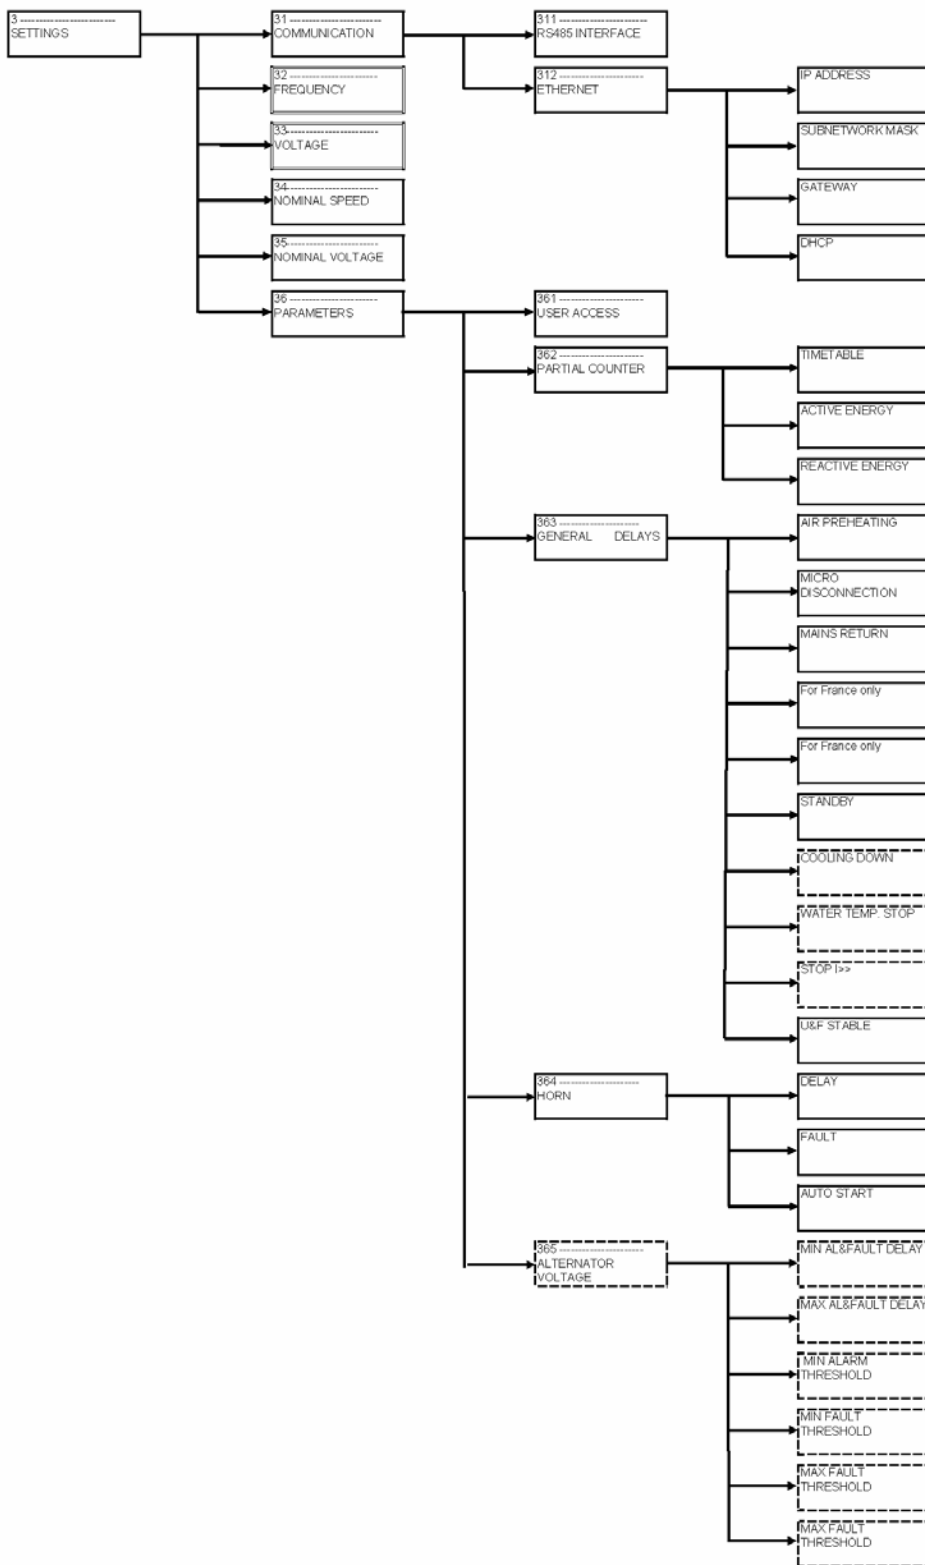 3 ------------------------
SETTINGS
31 -----------------------
COMMUNICATION
311 ----------------------
RS485 INTERFACE
32 ----------------------
FREQUENCY
312 ---------------------
ETHERNET
IP ADDRESS
33-----------------------
VOLTAGE
SUBNETWORK MASK
34-----------------------
NOMINAL SPEED
GATEWAY
35-----------------------
NOMINAL VOLTAGE
DHCP
36 ----------------------
PARAMETERS
361 ---------------------
USER ACCESS
362 ---------------------
PARTIAL COUNTER
TIMETABLE
ACTIVE ENERGY
REACTIVE ENERGY
363 --------------------
GENERAL DELAYS
AIR PREHEATING
MICRO
DISCONNECTION
MAINS RETURN
For France only
For France only
STANDBY
COOLING DOWN
WATER TEMP. STOP
STOP I>>
U&F STABLE
364 --------------------
HORN
DELAY
FAULT
AUTO START
365 ---------------------
ALTERNATOR
VOLTAGE
MIN AL&FAULT DELAY
MAX AL&FAULT DELAY
MIN ALARM
THRESHOLD
MIN FAULT
THRESHOLD
MAX FAULT
THRESHOLD
MAX FAULT
THRESHOLD